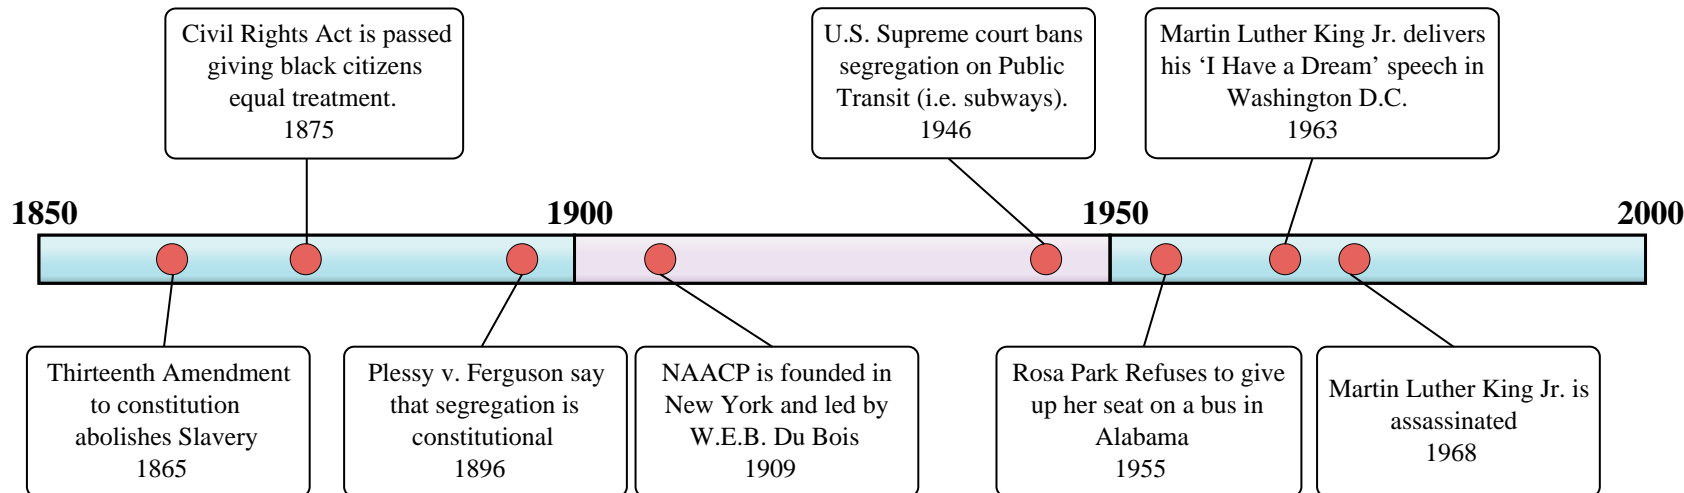 Civil Rights Act is passed
giving black citizens
equal treatment.
1875
U.S. Supreme court bans
segregation on Public
Transit (i.e. subways).
1946
Martin Luther King Jr. delivers
his ‘I Have a Dream’ speech in
Washington D.C.
1963
1850
1900
1950
2000
Thirteenth Amendment
to constitution
abolishes Slavery
1865
Plessy v. Ferguson say
that segregation is
constitutional
1896
NAACP is founded in
New York and led by
W.E.B. Du Bois
1909
Rosa Park Refuses to give
up her seat on a bus in
Alabama
1955
Martin Luther King Jr. is
assassinated
1968